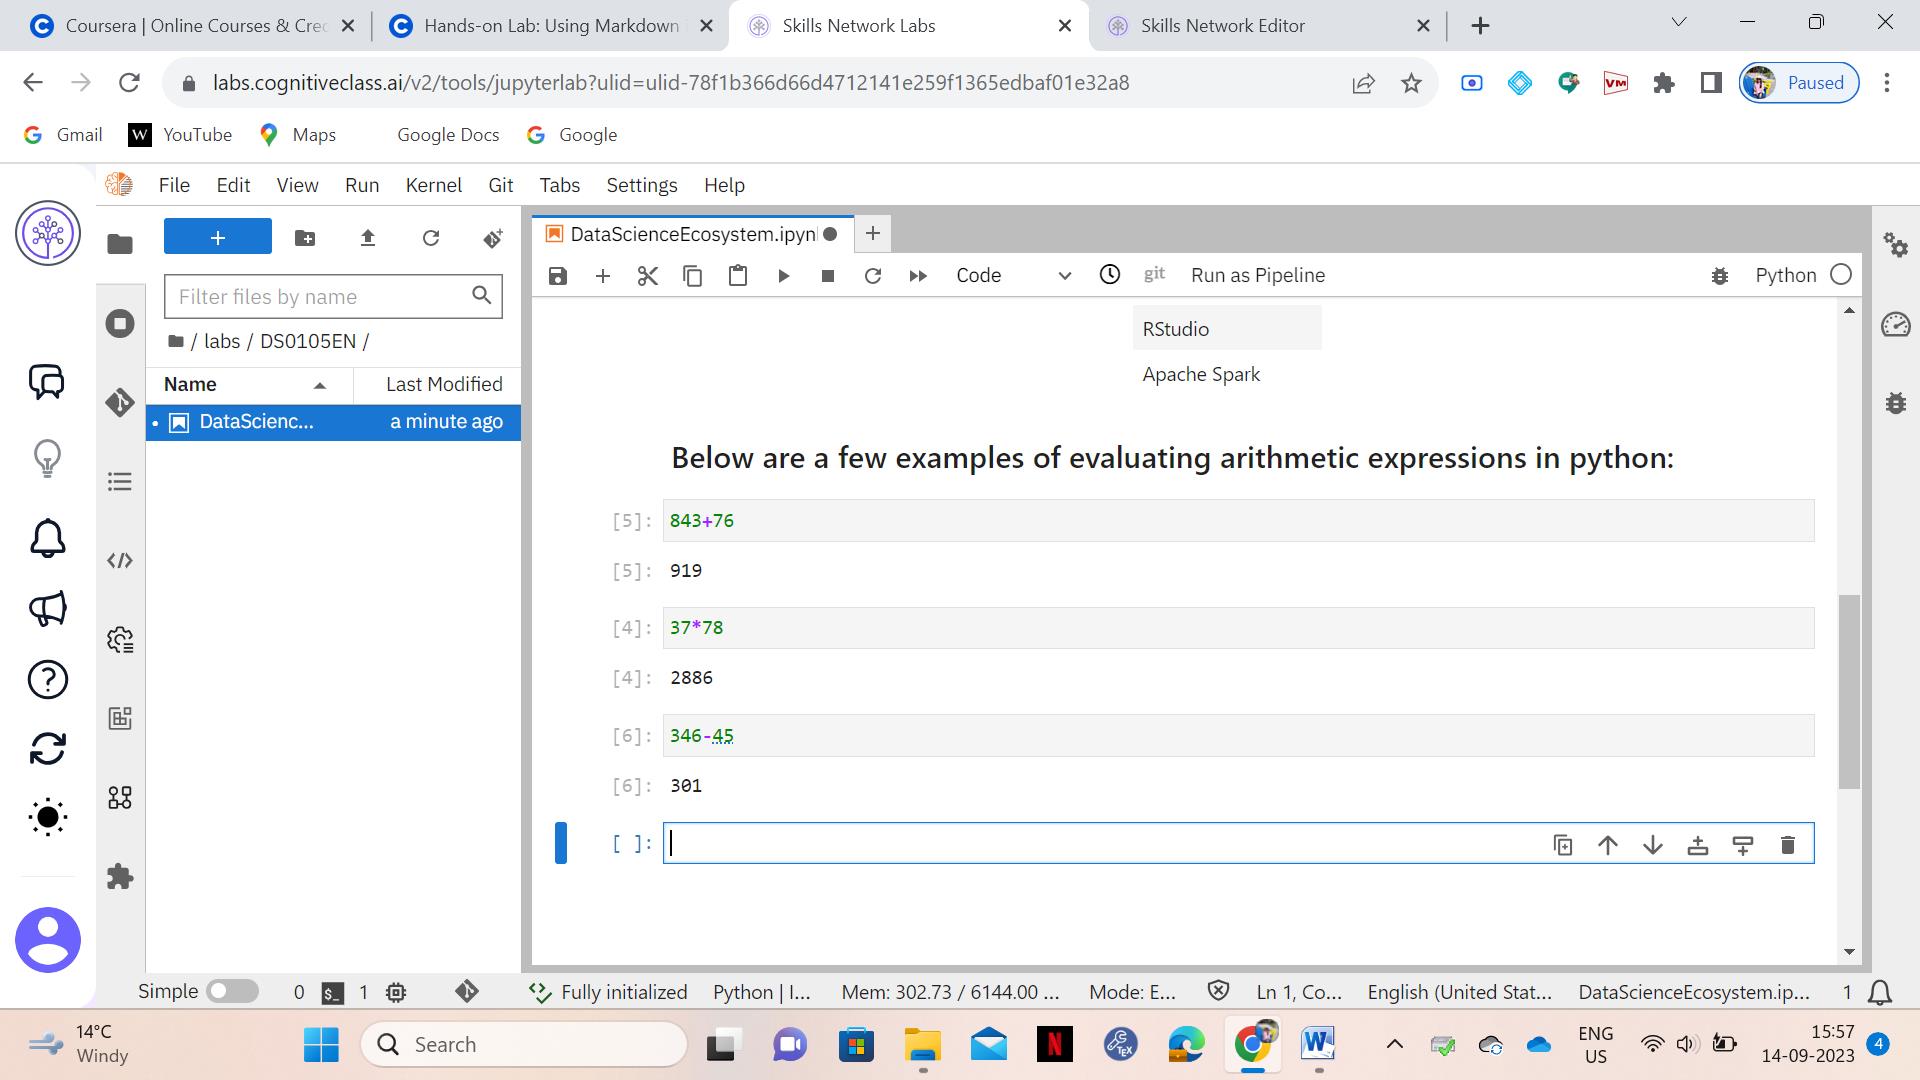 Coursera | Online Courses & Crec
Hands-on Lab: Using Markdown i
Skills Network Labs
Skills Network Editor
labs.cognitiveclass.ai/v2/tools/jupyterlab?ulid=ulid-78f1b366d66d4712141e259f1365edbaf01e32a8
VM
Paused
Gmail
W YouTube
Maps
Google Docs
Google
File Edit View Run Kernel Git Tabs Settings Help
DataScienceEcosystem.ipyn
Code
git
Run as Pipeline
Python
Filter files by name
/ labs / DS0105EN /
Name
Last Modified
DataScienc...
a minute ago
RStudio
Apache Spark
Below are a few examples of evaluating arithmetic expressions in python:
[5]: 843+76
[5]: 919
[4]: 37*78
[4]: 2886
[6]: 346-45
[6]: 301
[ ]:
Simple
0 $_ 1
Fully initialized
Python | I...
Mem: 302.73 / 6144.00 ...
Mode: E...
Ln 1, Co...
English (United Stat...
DataScienceEcosystem.ip...
1
14°C
Windy
Search
N
TEX
W
ENG
US
15:57
14-09-2023
4